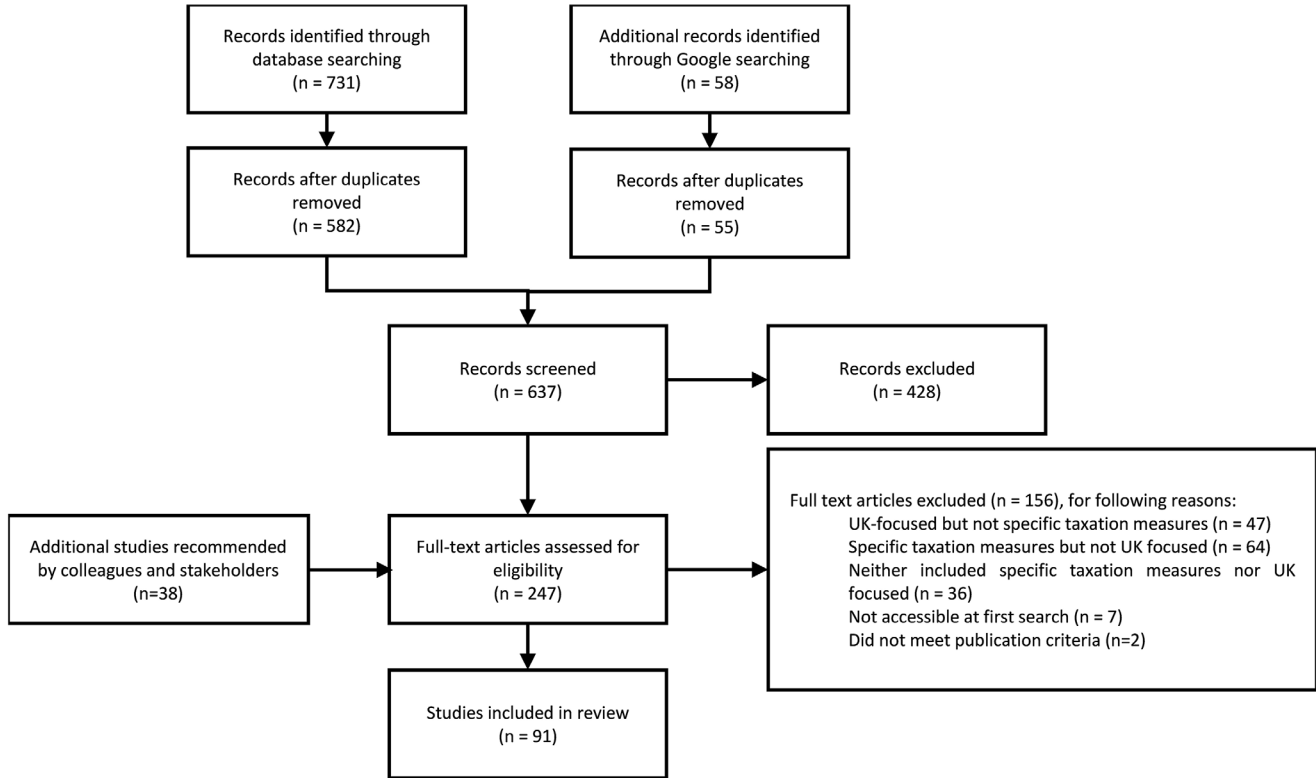 Records identified through
database searching
(n = 731)
Additional records identified
through Google searching
(n = 58)
Records after duplicates
removed
(n = 582)
Records after duplicates
removed
(n = 55)
Records screened
(n = 637)
Records excluded
(n = 428)
Additional studies recommended
by colleagues and stakeholders
(n=38)
Full-text articles assessed for
eligibility
(n = 247)
Full text articles excluded (n = 156), for following reasons:
UK-focused but not specific taxation measures (n = 47)
Specific taxation measures but not UK focused (n = 64)
Neither included specific taxation measures nor UK
focused (n = 36)
Not accessible at first search (n = 7)
Did not meet publication criteria (n=2)
Studies included in review
(n = 91)